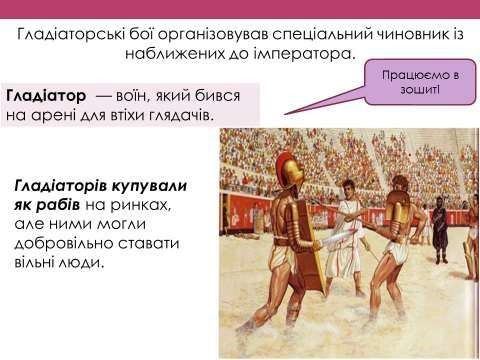 Гладіаторські бої організовував спеціальний чиновник із
наближених до імператора.
Працюємо в
зошиті!
Гладіатор — воїн, який бився
на арені для втіхи глядачів.
Гладіаторів купували
як рабів на ринках,
але ними могли
добровільно ставати
вільні люди.